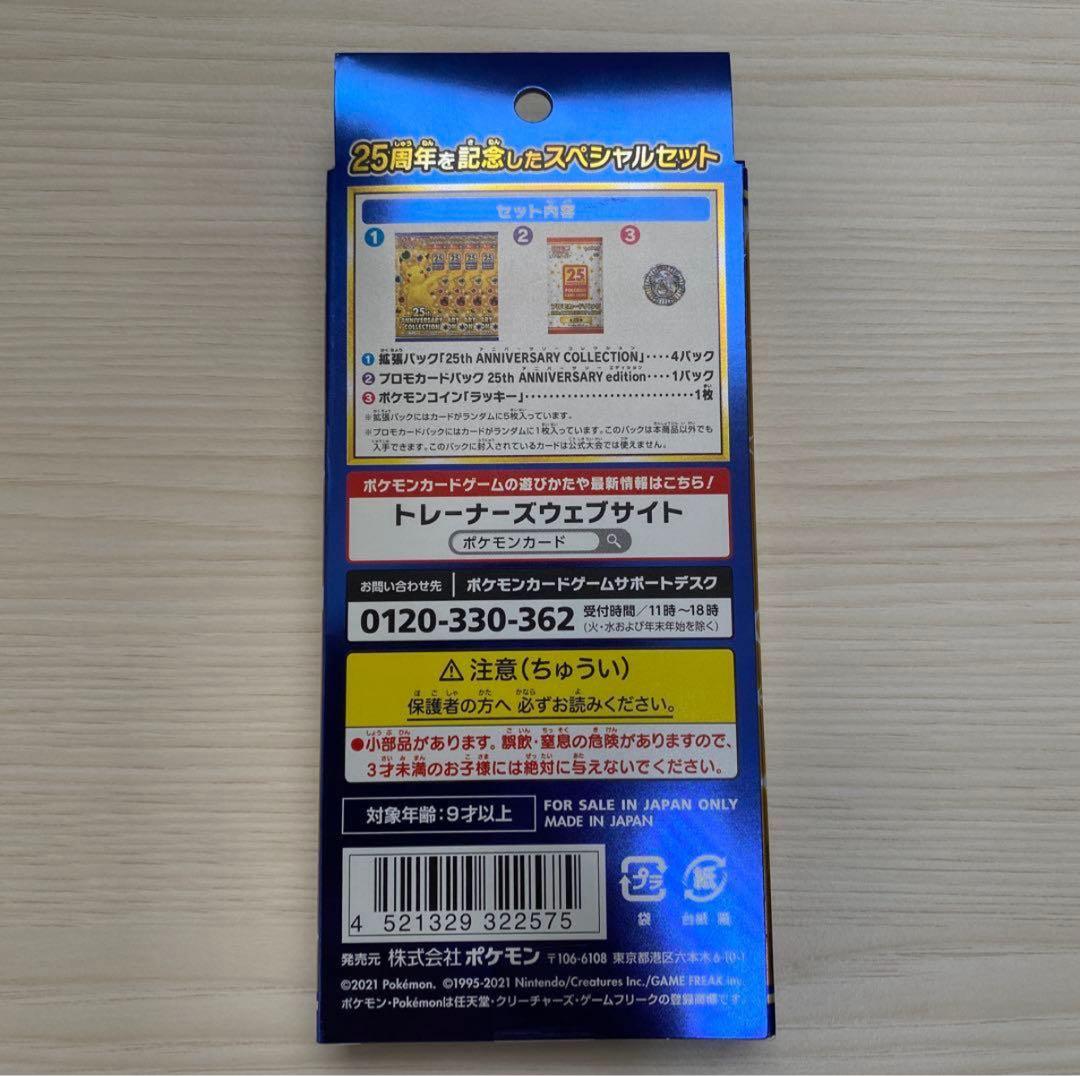 25周年を記念したスペシャルセット
セット内容
1 2 3
25th ANNIVERSARY COLLECTION
1 拡張パック「25th ANNIVERSARY COLLECTION」････4パック
2 プロモカードパック 25th ANNIVERSARY edition････1パック
3 ポケモンコイン「ラッキー」･･････････････････････････1枚
※拡張パックにはカードがランダムに5枚入っています。
※プロモカードパックにはカードがランダムに1枚入っています。このパックは本商品以外でも
入手できます。このパックに封入されているカードは公式大会では使えません。
ポケモンカードゲームの遊びかたや最新情報はこちら!
トレーナーズウェブサイト
ポケモンカード
お問い合わせ先 ポケモンカードゲームサポートデスク
0120-330-362 受付時間/11時~18時
(火・水および年末年始を除く)
⚠ 注意(ちゅうい)
保護者の方へ 必ずお読みください。
●小部品があります。誤飲・窒息の危険がありますので、
3才未満のお子様には絶対に与えないでください。
対象年齢:9才以上
FOR SALE IN JAPAN ONLY
MADE IN JAPAN
プラ 紙
袋 台紙 箱
4 521329 322575
発売元 株式会社ポケモン 〒106-6108 東京都港区六本木6-10-1
©2021 Pokémon. ©1995-2021 Nintendo/Creatures Inc./GAME FREAK inc.
ポケモン・Pokémonは任天堂・クリーチャーズ・ゲームフリークの登録商標です。